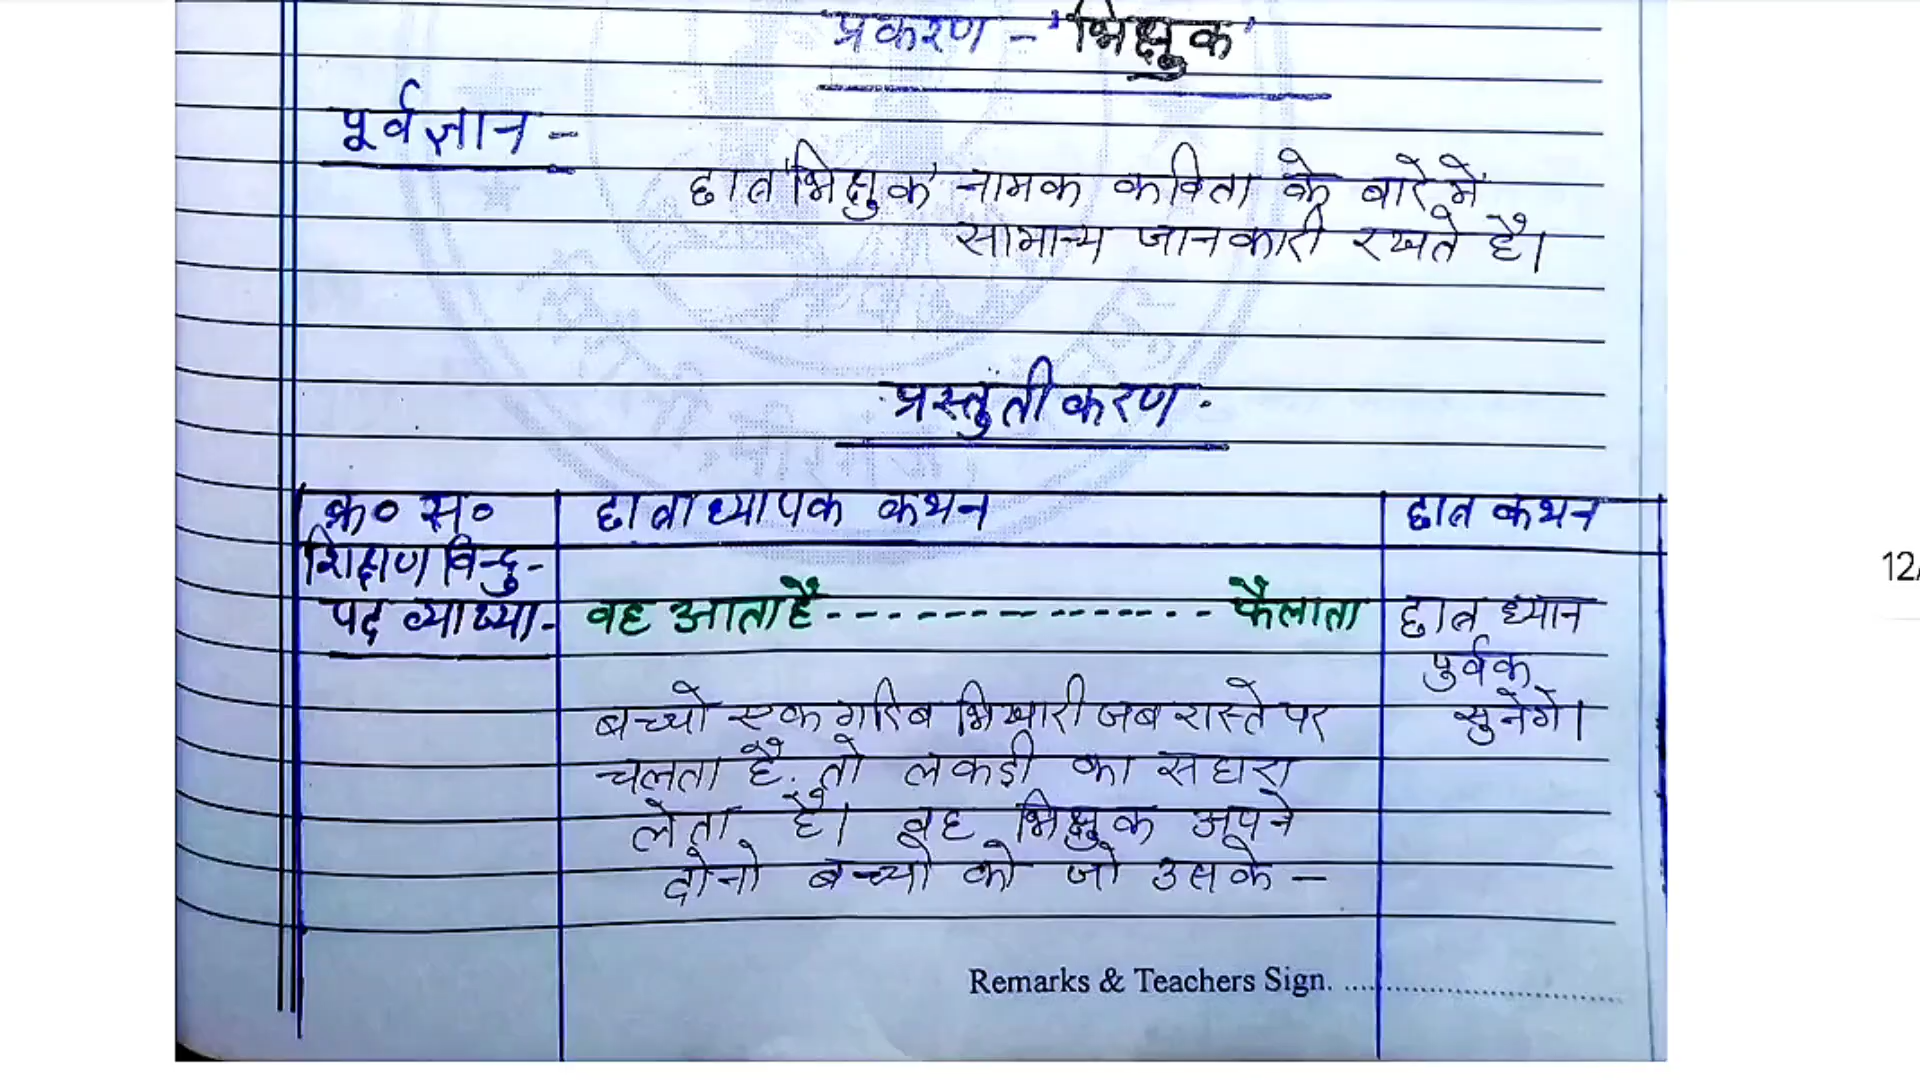 प्रकरण - 'भिक्षुक'
पूर्वज्ञान -
छात्र 'भिक्षुक' नामक कविता के बारे में
सामान्य जानकारी रखते है।
प्रस्तुतीकरण.
क्र० स० छात्राध्यापक कथन छात्र कथन
शिक्षण विन्दु -
पद व्याख्या - वह आता है- - - - - - - - - - - - - - फैलाता छात्र ध्यान
पुर्वक
बच्चो एक गरिब भिखारी जब रास्ते पर सुनेगे।
चलता है. तो लकडी का सहारा
लेता है। वह भिक्षुक अपने
दोनो बच्चो को जो उसके -
Remarks & Teachers Sign. ........................
12/